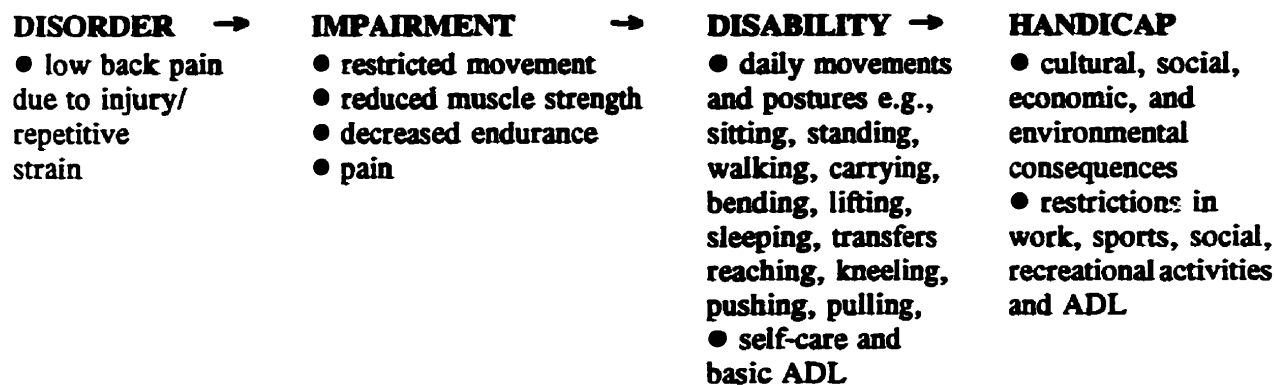 DISORDER → IMPAIRMENT → DISABILITY → HANDICAP
● low back pain
due to injury/
repetitive
strain
● restricted movement
● reduced muscle strength
● decreased endurance
● pain
● daily movements
and postures e.g.,
sitting, standing,
walking, carrying,
bending, lifting,
sleeping, transfers
reaching, kneeling,
pushing, pulling,
● self-care and
basic ADL
● cultural, social,
economic, and
environmental
consequences
● restrictions in
work, sports, social,
recreational activities
and ADL